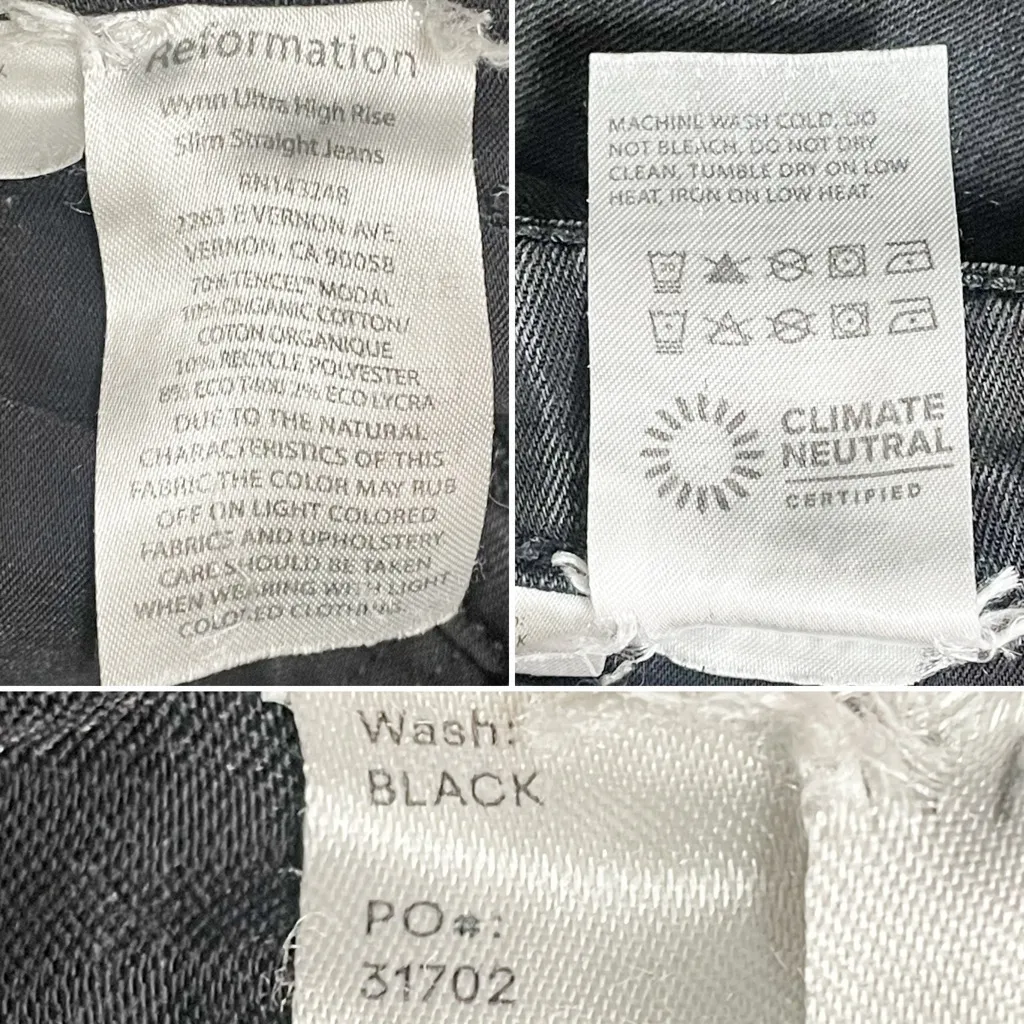 Reformation
Wynn Ultra High Rise
Slim Straight Jeans
RN143248
2263 E VERNON AVE.
VERNON, CA 90058
70% TENCEL™ MODAL
10% ORGANIC COTTON/
COTON ORGANIQUE
10% RECYCLE POLYESTER
8% ECO T400 2% ECO LYCRA
DUE TO THE NATURAL
CHARACTERISTICS OF THIS
FABRIC THE COLOR MAY RUB
OFF ON LIGHT COLORED
FABRICS AND UPHOLSTERY
CARE SHOULD BE TAKEN
WHEN WEARING WITH LIGHT
COLORED CLOTHING.
MACHINE WASH COLD, DO
NOT BLEACH, DO NOT DRY
CLEAN, TUMBLE DRY ON LOW
HEAT, IRON ON LOW HEAT.
CLIMATE
NEUTRAL
CERTIFIED
Wash:
BLACK
PO#:
31702